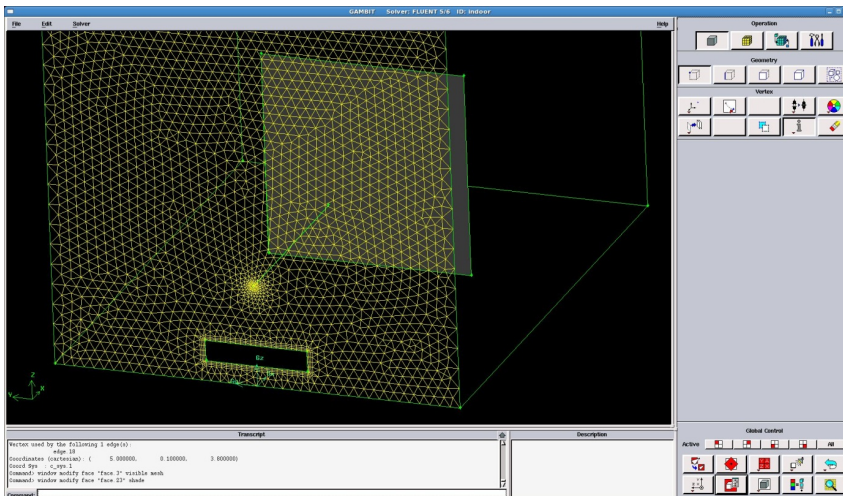 GAMBIT Solver: FLUENT 5/6 ID: indoor
File Edit Solver Help
Operation
Geometry
Vertex
Gz
Z
Y X
Transcript
Vertex used by the following 1 edge(s):
edge.18
Coordinates (cartesian): ( 5.000000, 0.100000, 3.800000)
Coord Sys : c_sys.1
Command> window modify face "face.3" visible mesh
Command> window modify face "face.23" shade
Command:
Description
Global Control
Active All